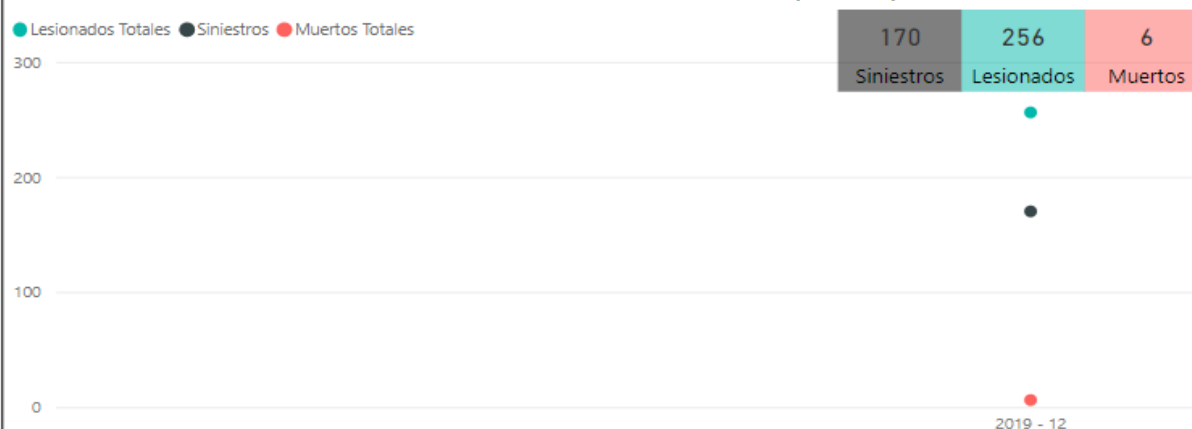 Lesionados Totales Siniestros Muertos Totales
170 256 6
Siniestros Lesionados Muertos
300
200
100
0
2019 - 12